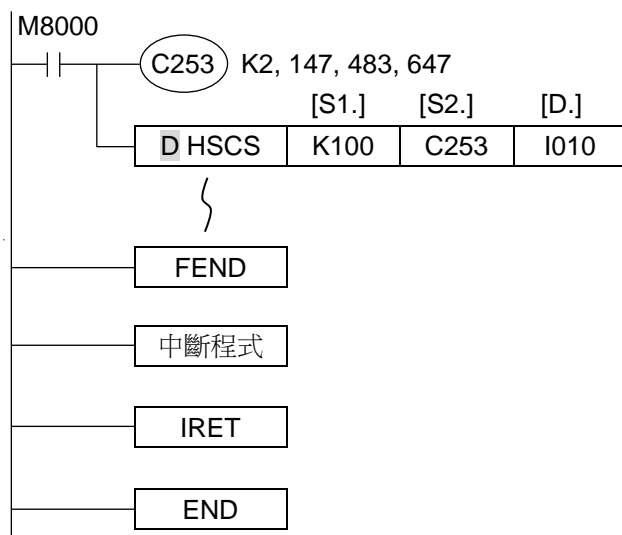 M8000
C253 K2, 147, 483, 647
[S1.] [S2.] [D.]
D HSCS K100 C253 I010
FEND
中斷程式
IRET
END